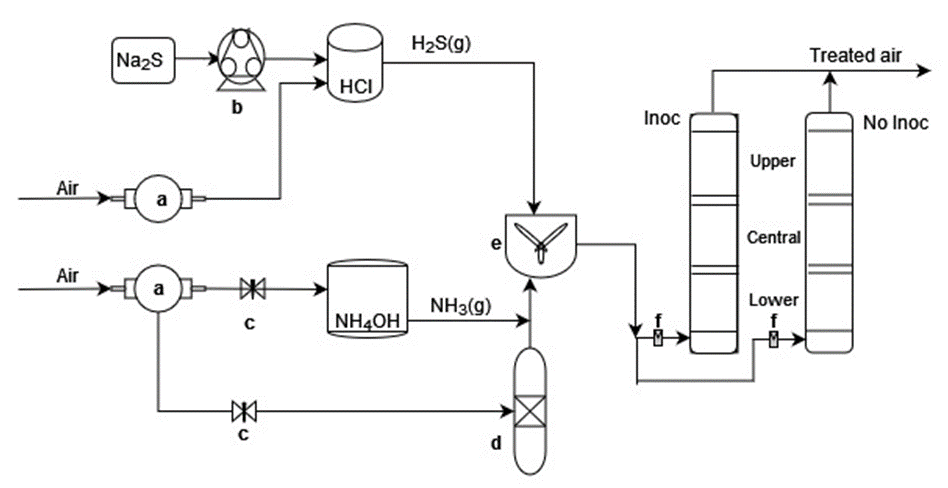 Na2S
b
HCl
H2S(g)
Treated air
Inoc
No Inoc
Upper
Air
a
Central
e
Air
a
c
NH4OH
NH3(g)
Lower
f
f
c
d